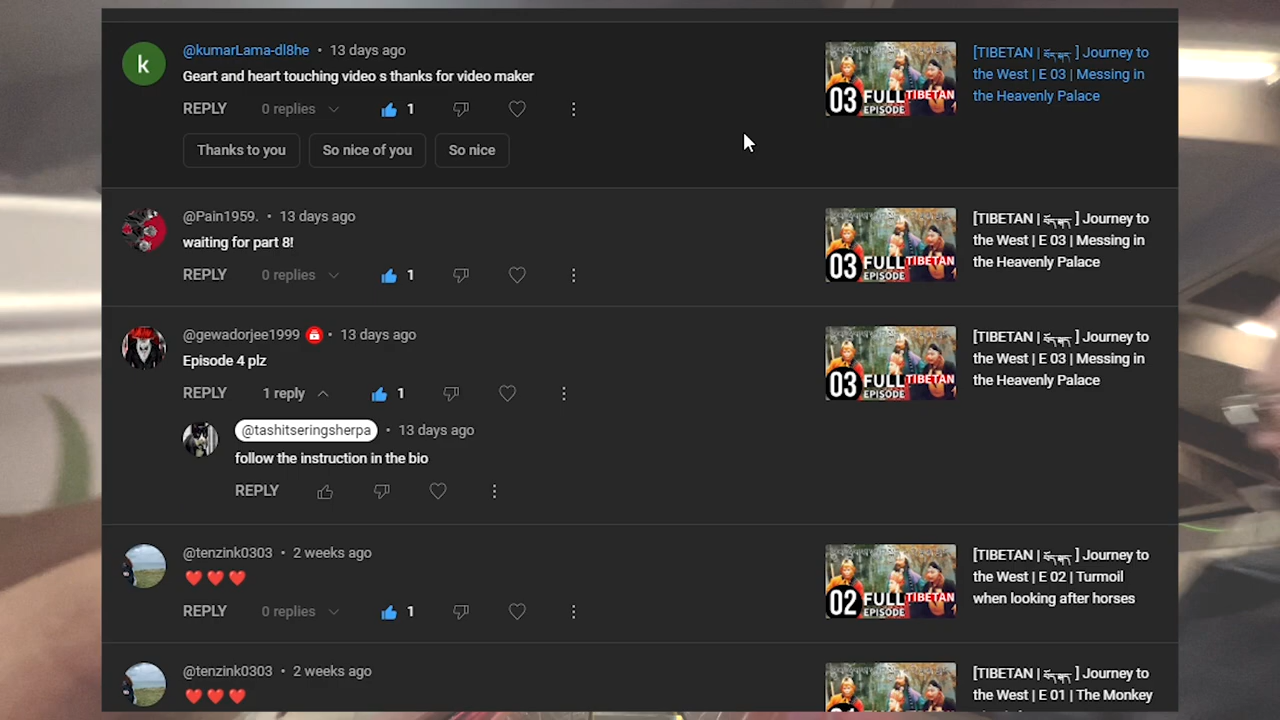 @kumarLama-dl8he • 13 days ago
Geart and heart touching video s thanks for video maker
REPLY 0 replies 1
Thanks to you So nice of you So nice
03 FULL EPISODE TIBETAN
[TIBETAN | བོད་སྐད ] Journey to
the West | E 03 | Messing in
the Heavenly Palace
@Pain1959. • 13 days ago
waiting for part 8!
REPLY 0 replies 1
03 FULL EPISODE TIBETAN
[TIBETAN | བོད་སྐད ] Journey to
the West | E 03 | Messing in
the Heavenly Palace
@gewadorjee1999 • 13 days ago
Episode 4 plz
REPLY 1 reply 1
@tashitseringsherpa • 13 days ago
follow the instruction in the bio
REPLY
03 FULL EPISODE TIBETAN
[TIBETAN | བོད་སྐད ] Journey to
the West | E 03 | Messing in
the Heavenly Palace
@tenzink0303 • 2 weeks ago
❤️❤️❤️
REPLY 0 replies 1
02 FULL EPISODE TIBETAN
[TIBETAN | བོད་སྐད ] Journey to
the West | E 02 | Turmoil
when looking after horses
@tenzink0303 • 2 weeks ago
❤️❤️❤️
TIBETAN
[TIBETAN | བོད་སྐད ] Journey to
the West | E 01 | The Monkey